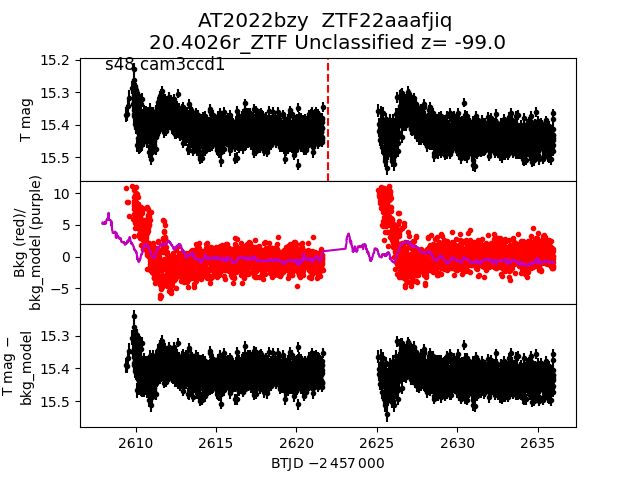 AT2022bzy ZTF22aaafjiq
20.4026r_ZTF Unclassified z= -99.0
s48 cam3ccd1
15.2
15.3
15.4
15.5
T mag
10
5
0
−5
Bkg (red)/
bkg_model (purple)
15.3
15.4
15.5
T mag −
bkg_model
2610 2615 2620 2625 2630 2635
BTJD −2 457 000